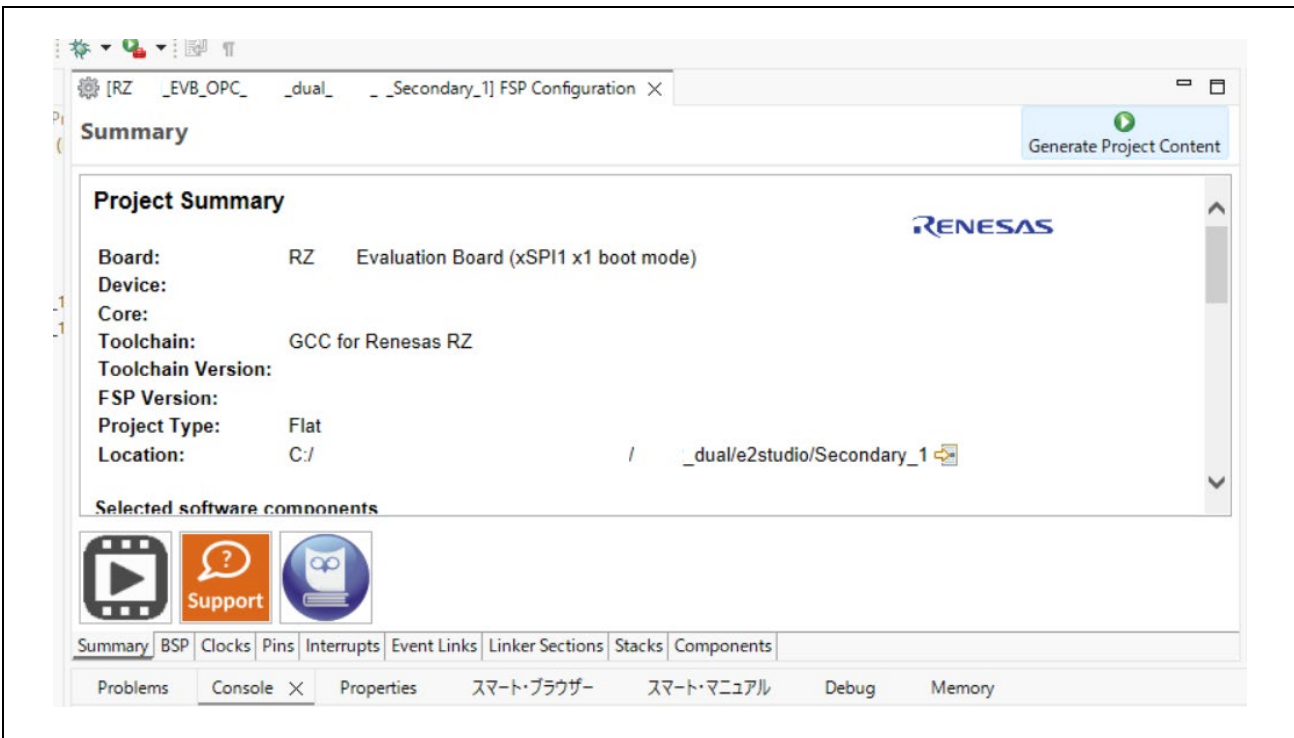 [RZ _EVB_OPC_ _dual_ _ _Secondary_1] FSP Configuration
Summary
Generate Project Content
Project Summary
RENESAS
Board: RZ Evaluation Board (xSPI1 x1 boot mode)
Device:
Core:
Toolchain: GCC for Renesas RZ
Toolchain Version:
FSP Version:
Project Type: Flat
Location: C:/ / _dual/e2studio/Secondary_1
Selected software components
Support
Summary BSP Clocks Pins Interrupts Event Links Linker Sections Stacks Components
Problems Console Properties スマート・ブラウザー スマート・マニュアル Debug Memory